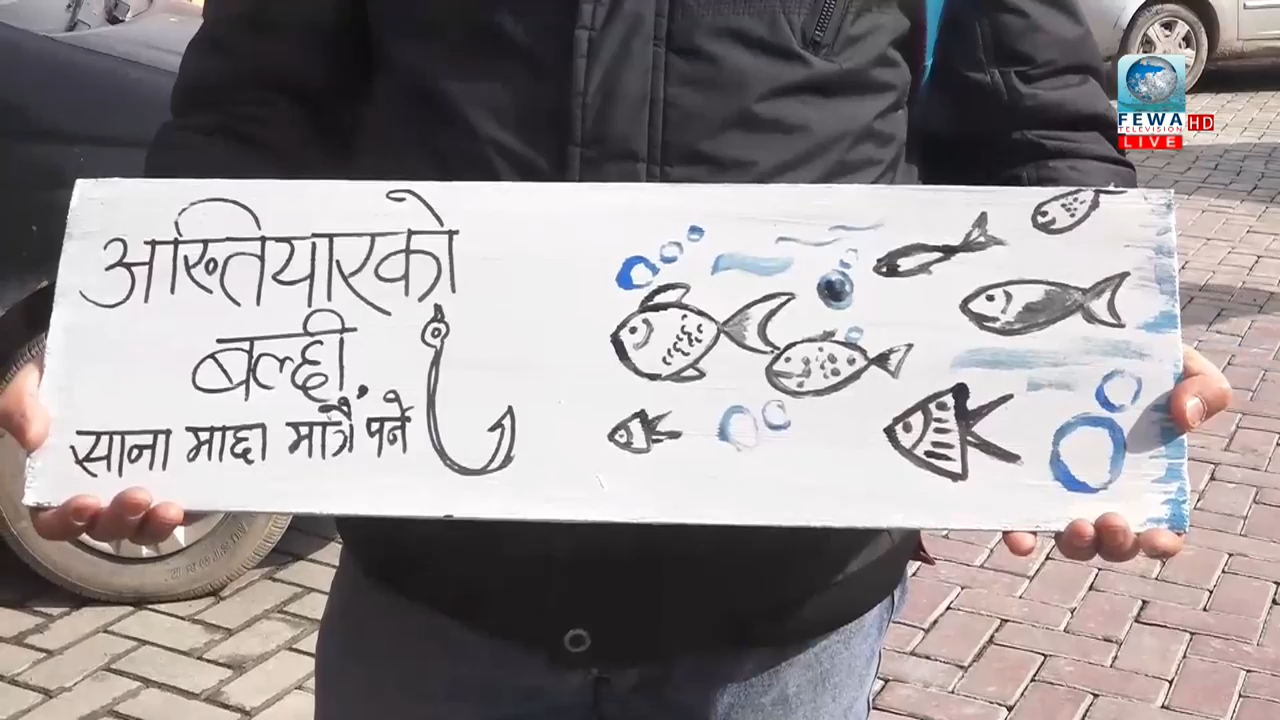 अख्तियारको
बल्छी,
साना माछा मात्रै पर्ने
FEWA
TELEVISION HD
LIVE